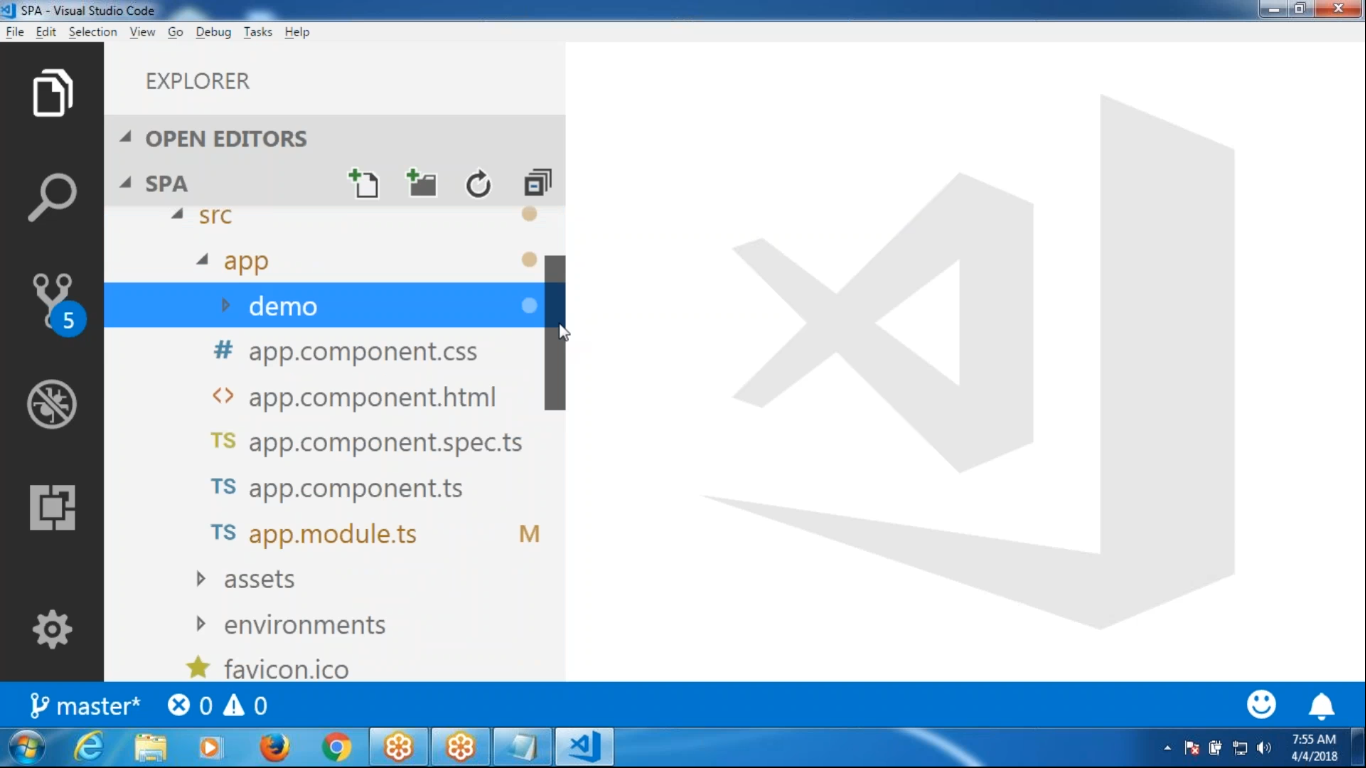 SPA - Visual Studio Code
File Edit Selection View Go Debug Tasks Help
EXPLORER
OPEN EDITORS
SPA
src
app
demo
# app.component.css
<> app.component.html
TS app.component.spec.ts
TS app.component.ts
TS app.module.ts M
assets
environments
favicon.ico
5
master* 0 0
7:55 AM
4/4/2018